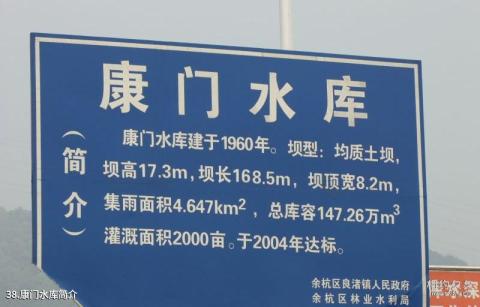 康门水库
（简介）
康门水库建于1960年。坝型：均质土坝，
坝高17.3m，坝长168.5m，坝顶宽8.2m，
集雨面积4.647km²，总库容147.26万m³
灌溉面积2000亩。于2004年达标。
余杭区良渚镇人民政府
余杭区林业水利局
库水深
38.康门水库简介